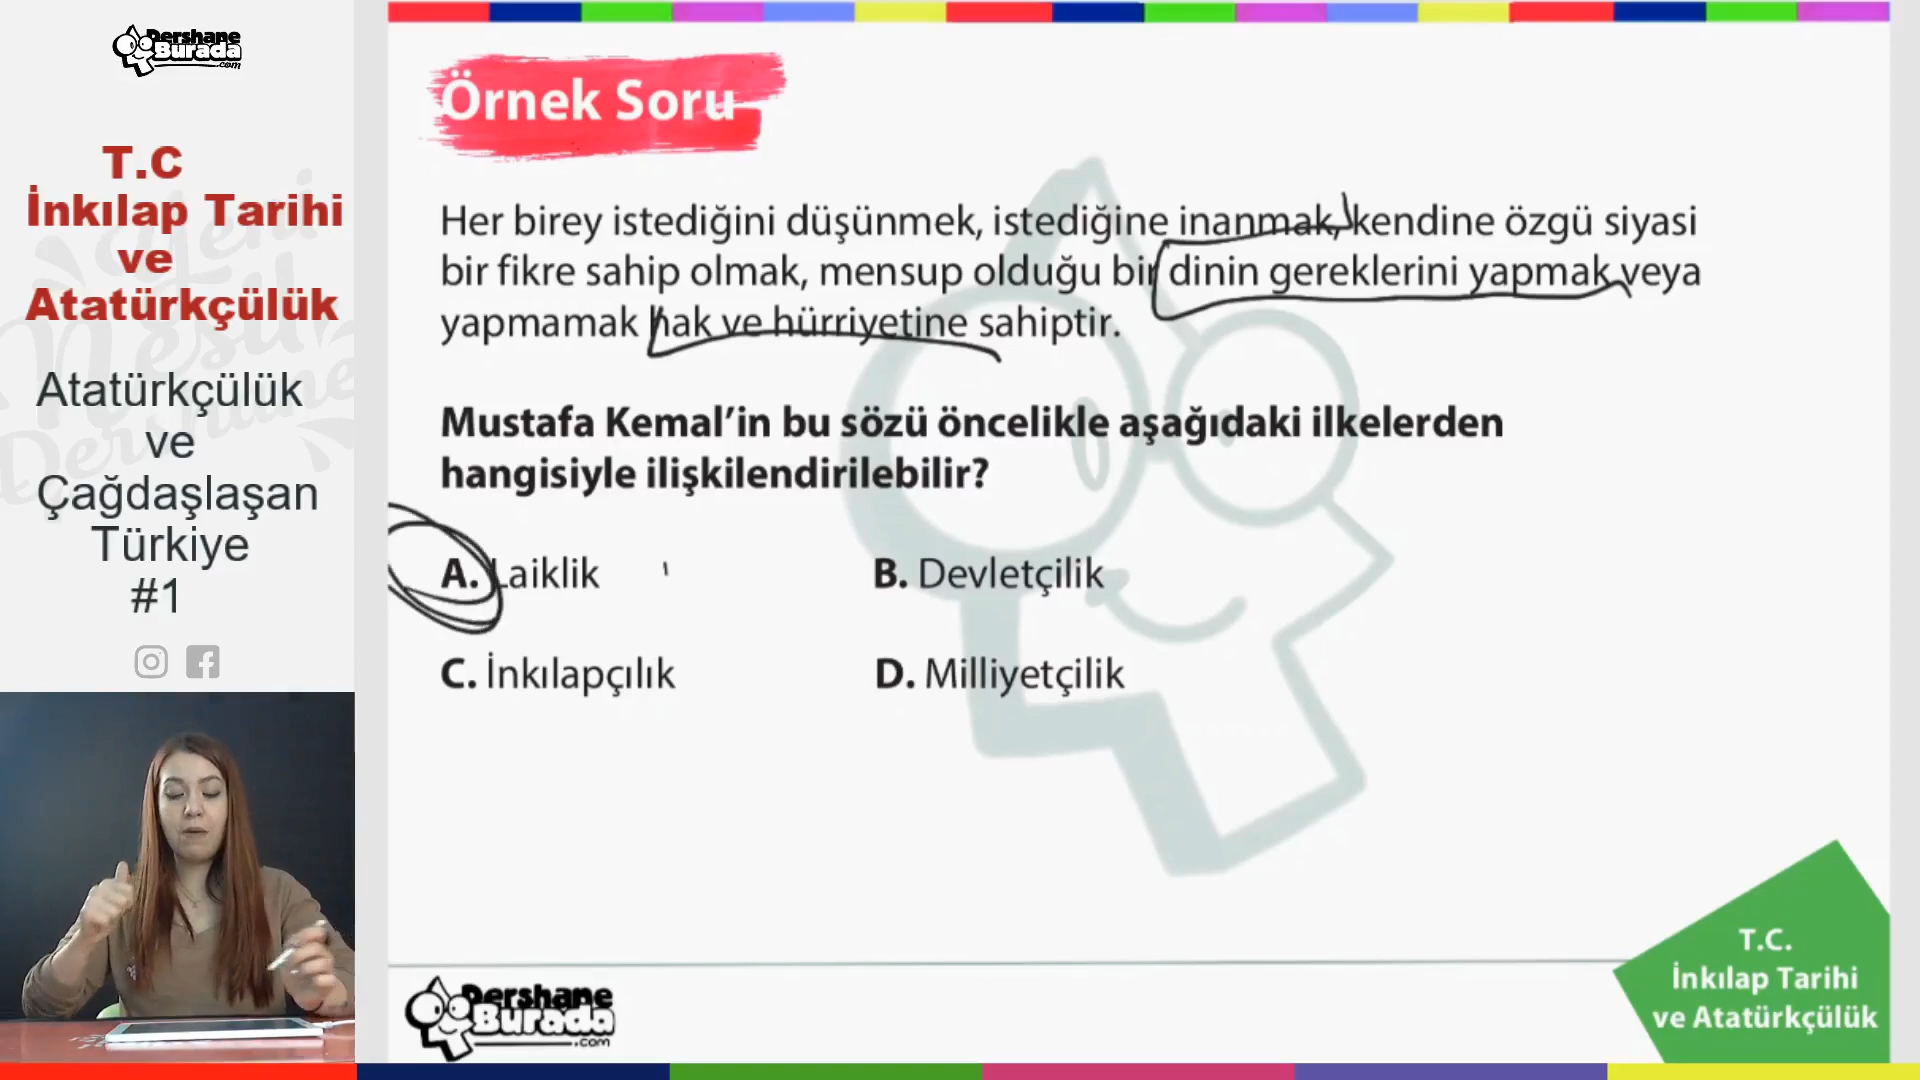 Dershane
Burada
.com
T.C
İnkılap Tarihi
ve
Atatürkçülük
Yeni
Nesil
Dershane
Atatürkçülük
ve
Çağdaşlaşan
Türkiye
#1
Örnek Soru
Her birey istediğini düşünmek, istediğine inanmak, kendine özgü siyasi
bir fikre sahip olmak, mensup olduğu bir dinin gereklerini yapmak veya
yapmamak hak ve hürriyetine sahiptir.
Mustafa Kemal’in bu sözü öncelikle aşağıdaki ilkelerden
hangisiyle ilişkilendirilebilir?
A. Laiklik
B. Devletçilik
C. İnkılapçılık
D. Milliyetçilik
Dershane
Burada
.com
T.C.
İnkılap Tarihi
ve Atatürkçülük